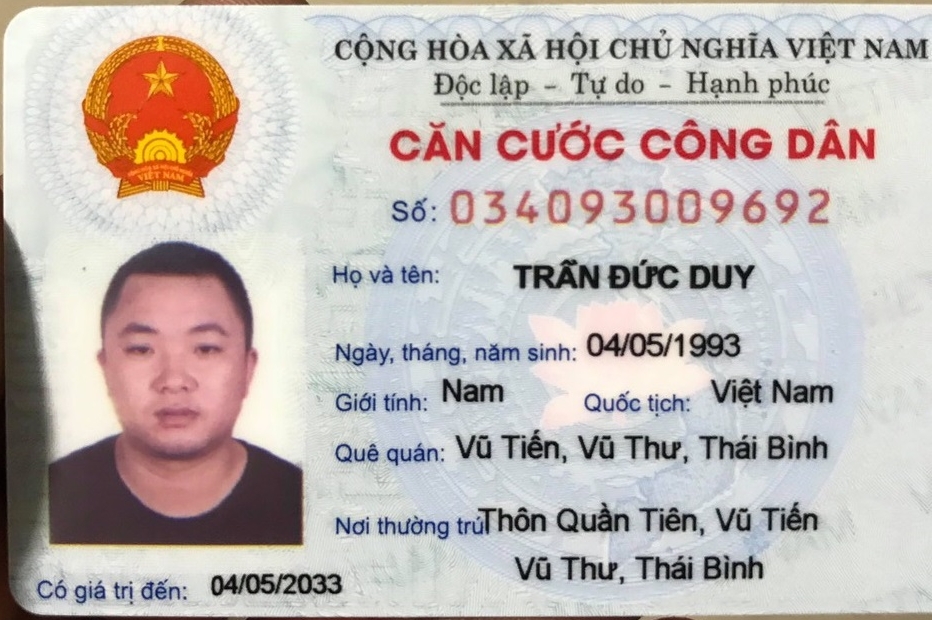 CỘNG HÒA XÃ HỘI CHỦ NGHĨA VIỆT NAM
Độc lập – Tự do – Hạnh phúc
CĂN CƯỚC CÔNG DÂN
Số: 034093009692
VIỆT NAM
Họ và tên: TRẦN ĐỨC DUY
Ngày, tháng, năm sinh: 04/05/1993
Giới tính: Nam Quốc tịch: Việt Nam
Quê quán: Vũ Tiến, Vũ Thư, Thái Bình
Nơi thường trú: Thôn Quần Tiên, Vũ Tiến
Vũ Thư, Thái Bình
Có giá trị đến: 04/05/2033